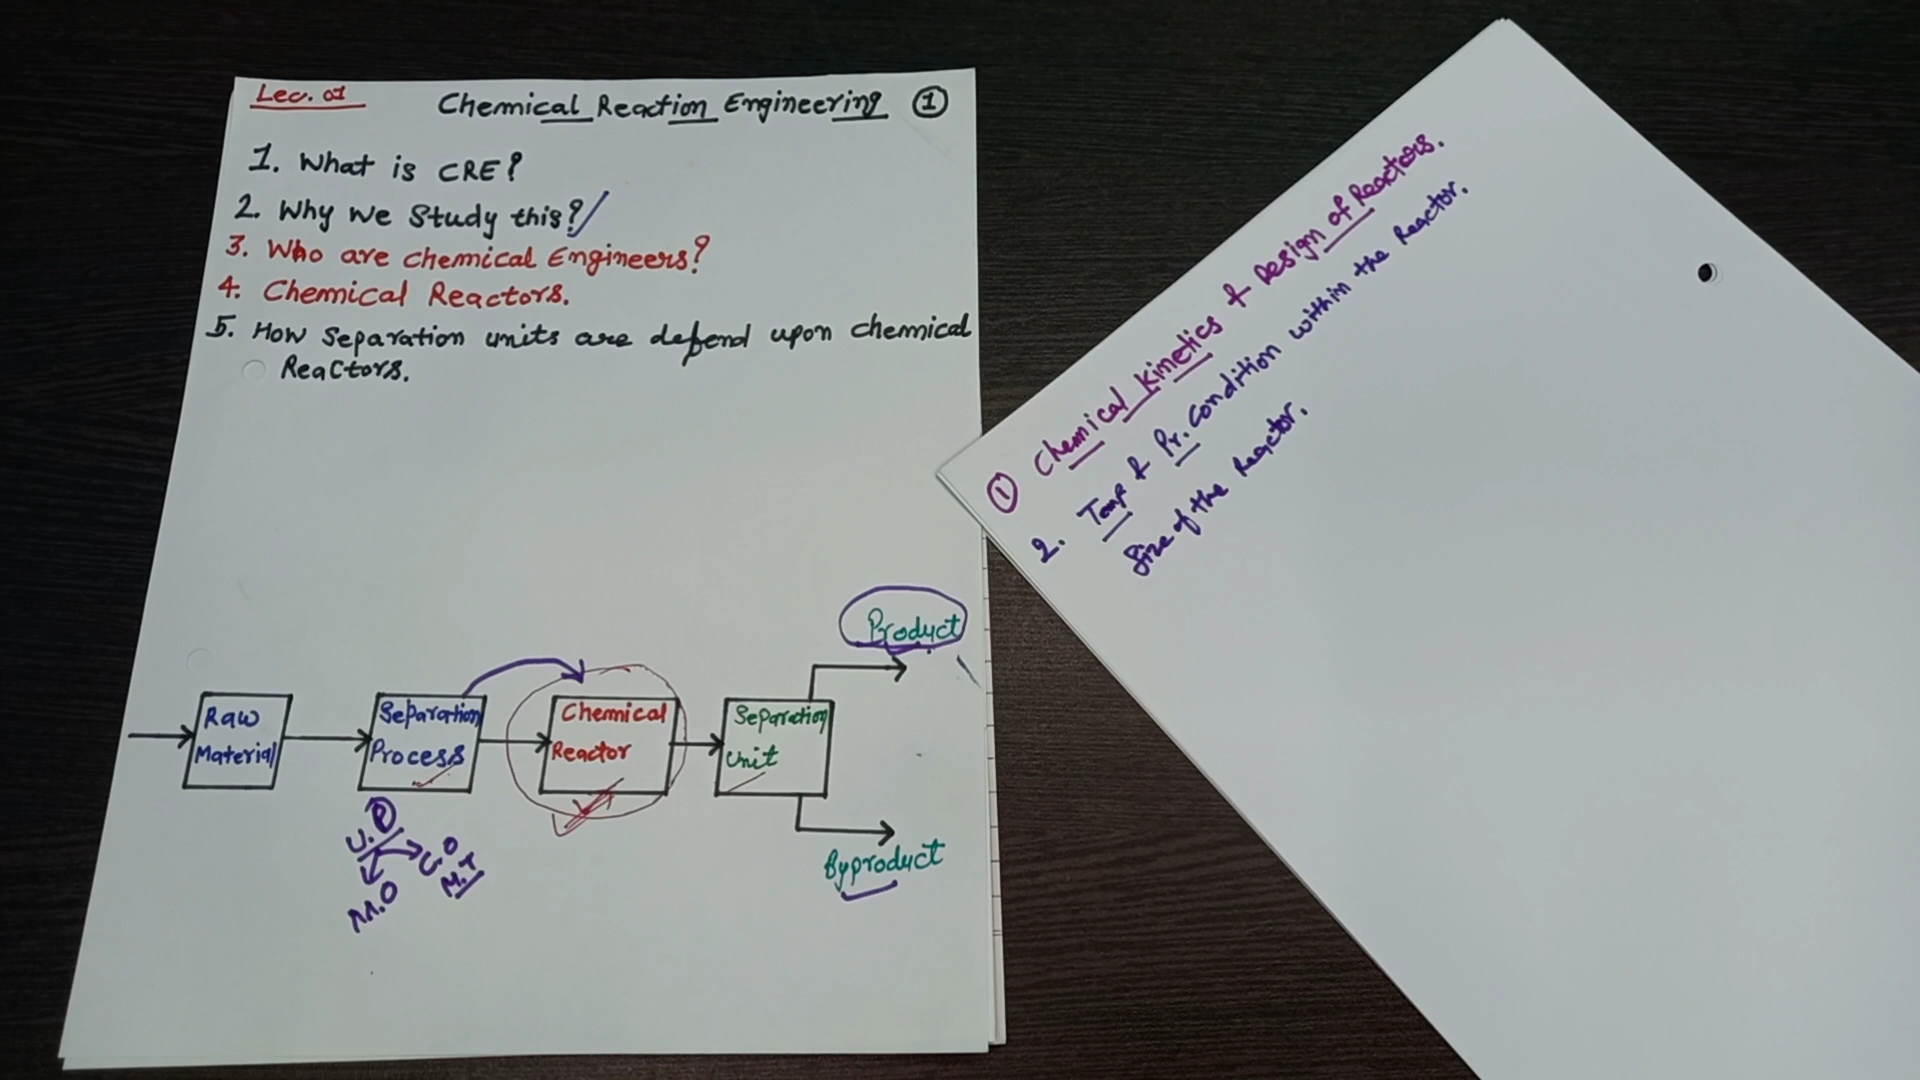 Lec. 01
Chemical Reaction Engineering ①
1. What is CRE?
2. Why We Study this?
3. Who are chemical Engineers?
4. Chemical Reactors.
5. How Separation units are depend upon chemical
Reactors.
Raw
Material
Separation
Process
Chemical
Reactor
Separation
Unit
Product
Byproduct
M.O
① Chemical Kinetics & Design of Reactors.
2. Temp & Pr. Condition within the Reactor.
Size of the Reactor.